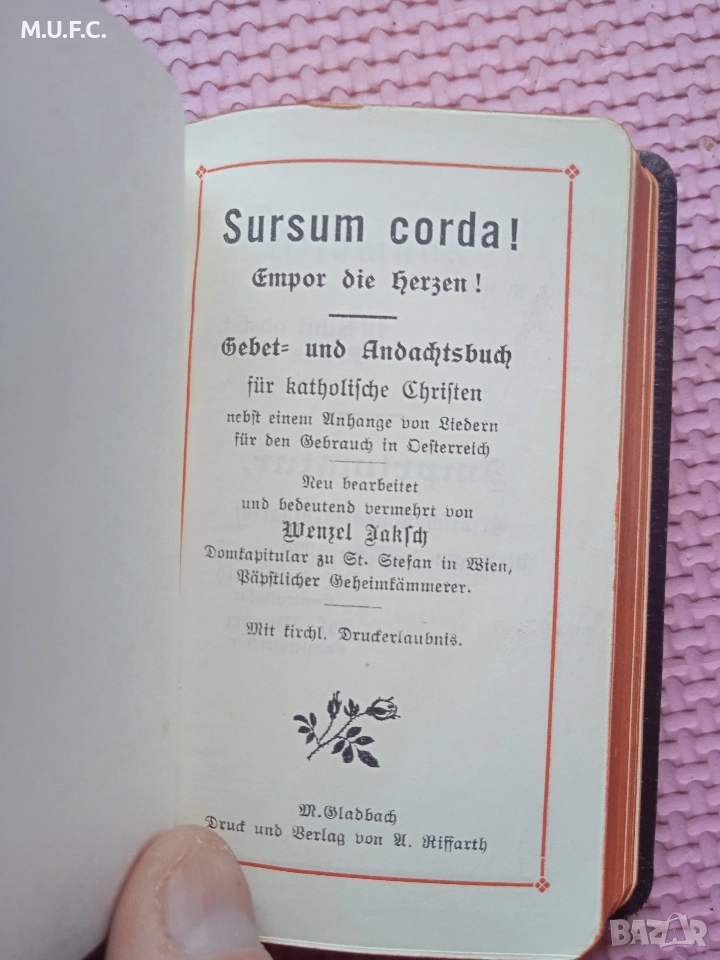 M.U.F.C.
Sursum corda!
Empor die Herzen!
Gebet= und Andachtsbuch
für katholische Christen
nebst einem Anhange von Liedern
für den Gebrauch in Oesterreich
Neu bearbeitet
und bedeutend vermehrt von
Wenzel Jaksch
Domkapitular zu St. Stefan in Wien,
Päpstlicher Geheimkämmerer.
Mit kirchl. Druckerlaubnis.
M. Gladbach
Druck und Verlag von A. Riffarth
BAZAR